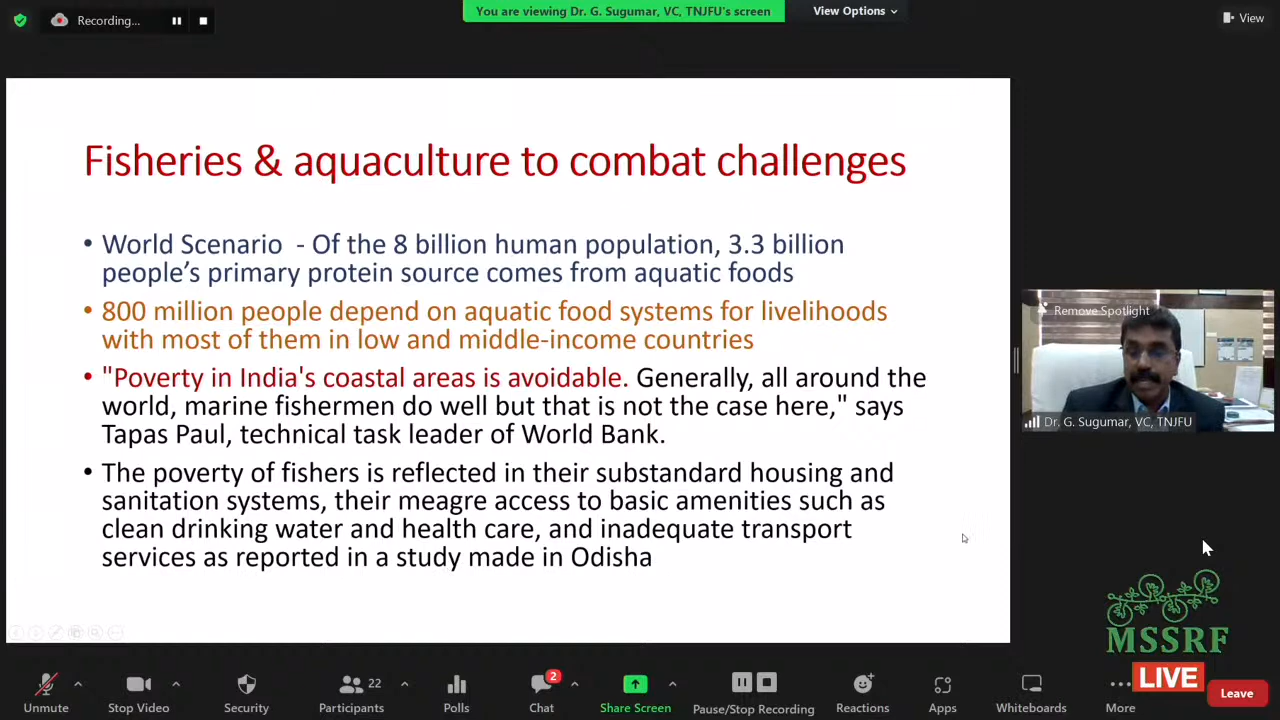 Recording...
You are viewing Dr. G. Sugumar, VC, TNJFU's screen
View Options
View
Fisheries & aquaculture to combat challenges
• World Scenario - Of the 8 billion human population, 3.3 billion
people's primary protein source comes from aquatic foods
• 800 million people depend on aquatic food systems for livelihoods
with most of them in low and middle-income countries
• "Poverty in India's coastal areas is avoidable. Generally, all around the
world, marine fishermen do well but that is not the case here," says
Tapas Paul, technical task leader of World Bank.
• The poverty of fishers is reflected in their substandard housing and
sanitation systems, their meagre access to basic amenities such as
clean drinking water and health care, and inadequate transport
services as reported in a study made in Odisha
Remove Spotlight
Dr. G. Sugumar, VC, TNJFU
MSSRF
LIVE
Unmute
Stop Video
Security
22
Participants
Polls
2
Chat
Share Screen
Pause/Stop Recording
Reactions
Apps
Whiteboards
More
Leave